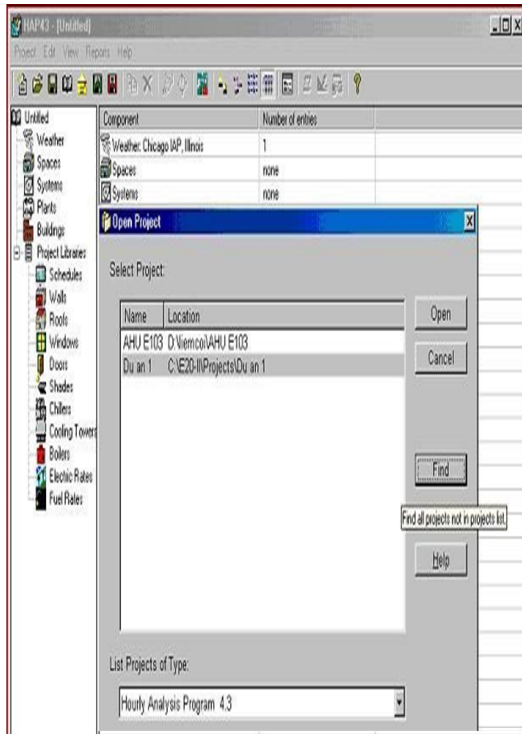 HAP43 - [Untitled]
Project Edit View Reports Help
Untitled
Weather
Spaces
Systems
Plants
Buildings
Project Libraries
Schedules
Walls
Roofs
Windows
Doors
Shades
Chillers
Cooling Towers
Boilers
Electric Rates
Fuel Rates
Component Number of entries
Weather: Chicago IAP, Illinois 1
Spaces none
Systems none
Open Project
Select Project:
Name Location
AHU E103 D:\liemcoi\AHU E103
Du an 1 C:\E20-II\Projects\Du an 1
Open
Cancel
Find
Find all projects not in projects list.
Help
List Projects of Type:
Hourly Analysis Program 4.3